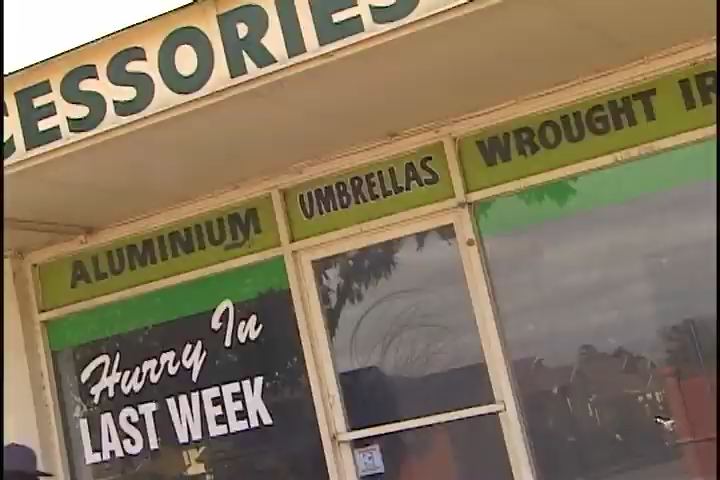 CESSORIES
ALUMINIUM
UMBRELLAS
WROUGHT IR
Hurry In
LAST WEEK